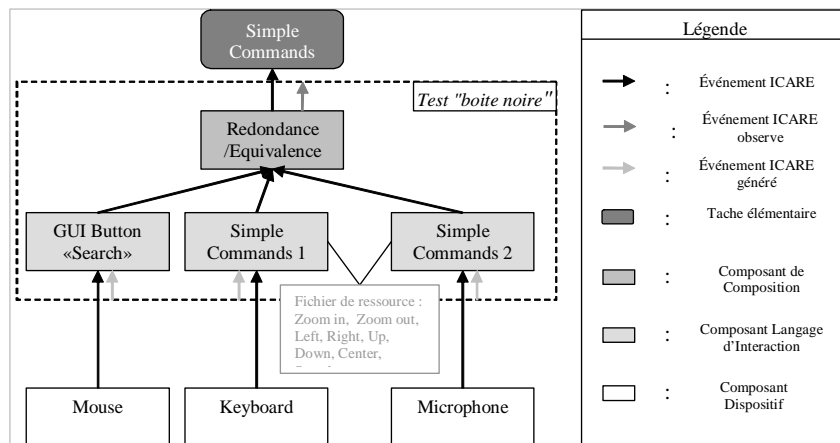 Simple
Commands
Test "boite noire"
Redondance
/Equivalence
GUI Button
«Search»
Simple
Commands 1
Simple
Commands 2
Fichier de ressource :
Zoom in, Zoom out,
Left, Right, Up,
Down, Center,
Mouse
Keyboard
Microphone
Légende
: Événement ICARE
: Événement ICARE
observe
: Événement ICARE
généré
: Tache élémentaire
: Composant de
Composition
: Composant Langage
d'Interaction
: Composant
Dispositif